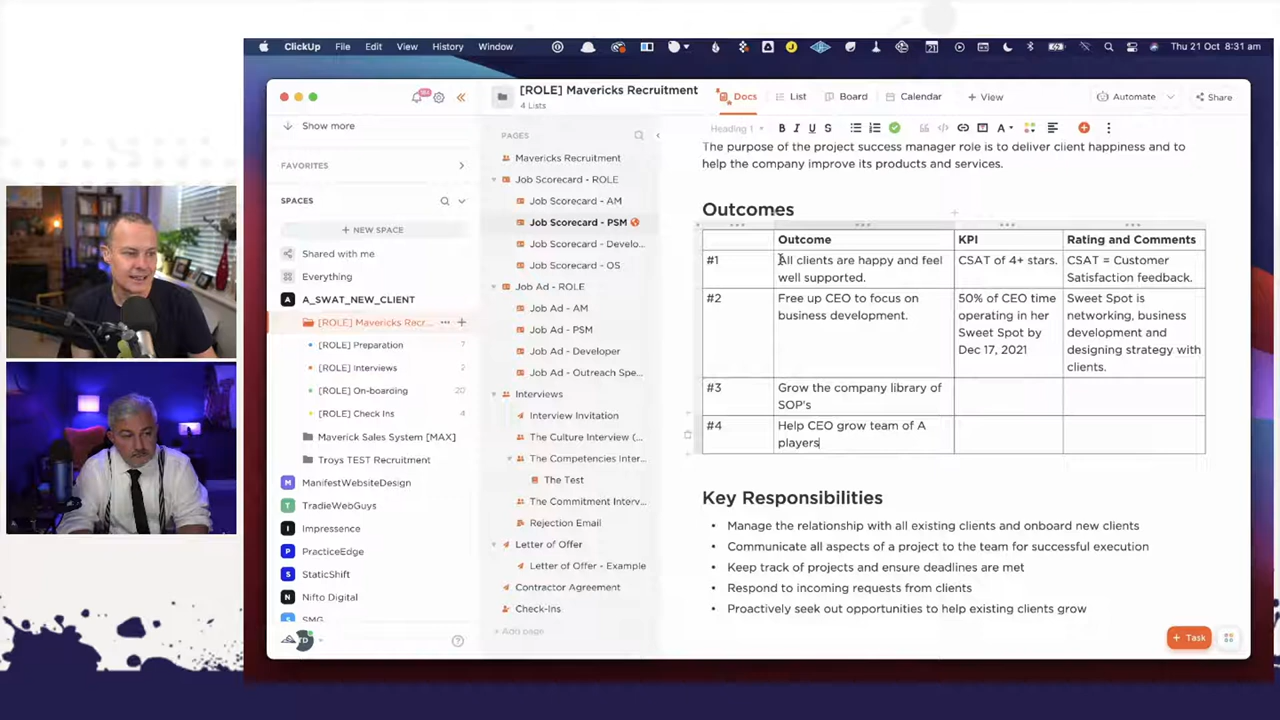 ClickUp File Edit View History Window
Thu 21 Oct 8:31 am
Show more
FAVORITES
SPACES
+ NEW SPACE
Shared with me
Everything
A A_SWAT_NEW_CLIENT
[ROLE] Mavericks Recr...
[ROLE] Preparation 7
[ROLE] Interviews 2
[ROLE] On-boarding 20
[ROLE] Check Ins 4
Maverick Sales System [MAX]
Troys TEST Recruitment
ManifestWebsiteDesign
T TradieWebGuys
I Impressence
P PracticeEdge
S StaticShift
N Nifto Digital
S SMG
[ROLE] Mavericks Recruitment
4 Lists
Docs List Board Calendar + View
Automate Share
PAGES
Mavericks Recruitment
Job Scorecard - ROLE
Job Scorecard - AM
Job Scorecard - PSM
Job Scorecard - Develo...
Job Scorecard - OS
Job Ad - ROLE
Job Ad - AM
Job Ad - PSM
Job Ad - Developer
Job Ad - Outreach Spe...
Interviews
Interview Invitation
The Culture Interview (...
The Competencies Inter...
The Test
The Commitment Interv...
Rejection Email
Letter of Offer
Letter of Offer - Example
Contractor Agreement
Check-Ins
+ Add page
Heading 1 B I U S
The purpose of the project success manager role is to deliver client happiness and to
help the company improve its products and services.
Outcomes
Outcome KPI Rating and Comments
#1 All clients are happy and feel CSAT of 4+ stars. CSAT = Customer
well supported. Satisfaction feedback.
#2 Free up CEO to focus on 50% of CEO time Sweet Spot is
business development. operating in her networking, business
Sweet Spot by development and
Dec 17, 2021 designing strategy with
clients.
#3 Grow the company library of
SOP's
#4 Help CEO grow team of A
players
Key Responsibilities
• Manage the relationship with all existing clients and onboard new clients
• Communicate all aspects of a project to the team for successful execution
• Keep track of projects and ensure deadlines are met
• Respond to incoming requests from clients
• Proactively seek out opportunities to help existing clients grow
+ Task